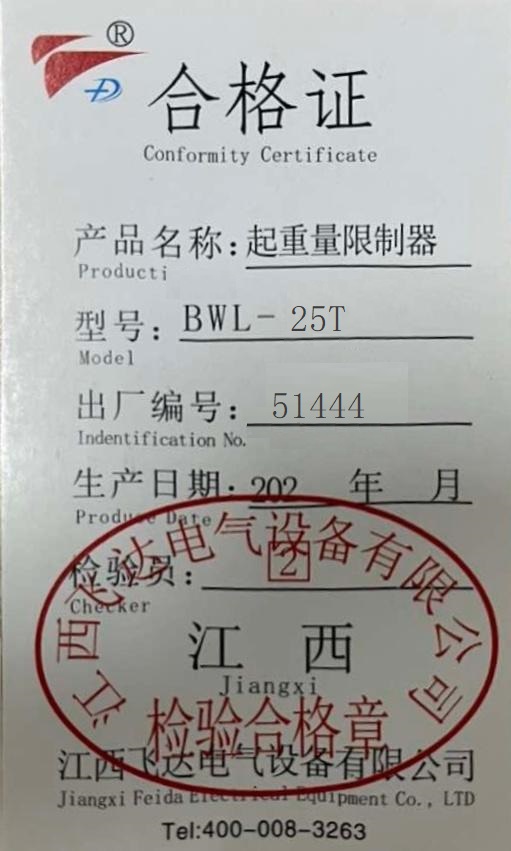 ®
合格证
Conformity Certificate
产品名称：起重量限制器
Producti
型号：BWL- 25T
Model
出厂编号：51444
Indentification No.
生产日期：202 年 月
Produce Date
江西飞达电气设备有限公司
2
检验员：
Checker
江西
Jiangxi
检验合格章
江西飞达电气设备有限公司
Jiangxi Feida Electrical Equipment Co., LTD
Tel:400-008-3263